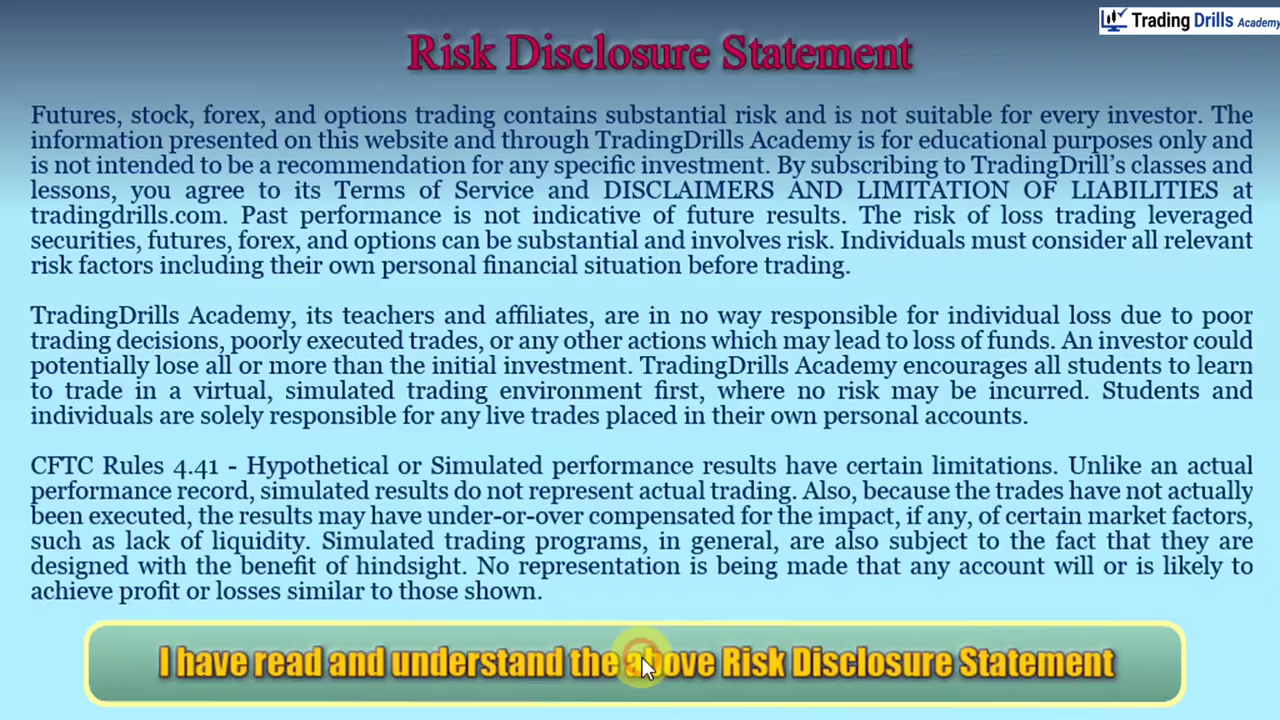 Trading Drills Academy
Risk Disclosure Statement
Futures, stock, forex, and options trading contains substantial risk and is not suitable for every investor. The
information presented on this website and through TradingDrills Academy is for educational purposes only and
is not intended to be a recommendation for any specific investment. By subscribing to TradingDrill’s classes and
lessons, you agree to its Terms of Service and DISCLAIMERS AND LIMITATION OF LIABILITIES at
tradingdrills.com. Past performance is not indicative of future results. The risk of loss trading leveraged
securities, futures, forex, and options can be substantial and involves risk. Individuals must consider all relevant
risk factors including their own personal financial situation before trading.
TradingDrills Academy, its teachers and affiliates, are in no way responsible for individual loss due to poor
trading decisions, poorly executed trades, or any other actions which may lead to loss of funds. An investor could
potentially lose all or more than the initial investment. TradingDrills Academy encourages all students to learn
to trade in a virtual, simulated trading environment first, where no risk may be incurred. Students and
individuals are solely responsible for any live trades placed in their own personal accounts.
CFTC Rules 4.41 - Hypothetical or Simulated performance results have certain limitations. Unlike an actual
performance record, simulated results do not represent actual trading. Also, because the trades have not actually
been executed, the results may have under-or-over compensated for the impact, if any, of certain market factors,
such as lack of liquidity. Simulated trading programs, in general, are also subject to the fact that they are
designed with the benefit of hindsight. No representation is being made that any account will or is likely to
achieve profit or losses similar to those shown.
I have read and understand the above Risk Disclosure Statement